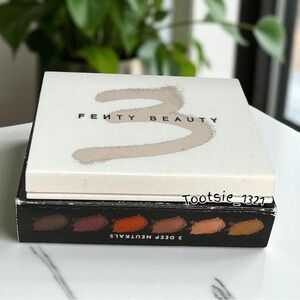 FENTY BEAUTY
Tootsie_1321
3 DEEP NEUTRALS